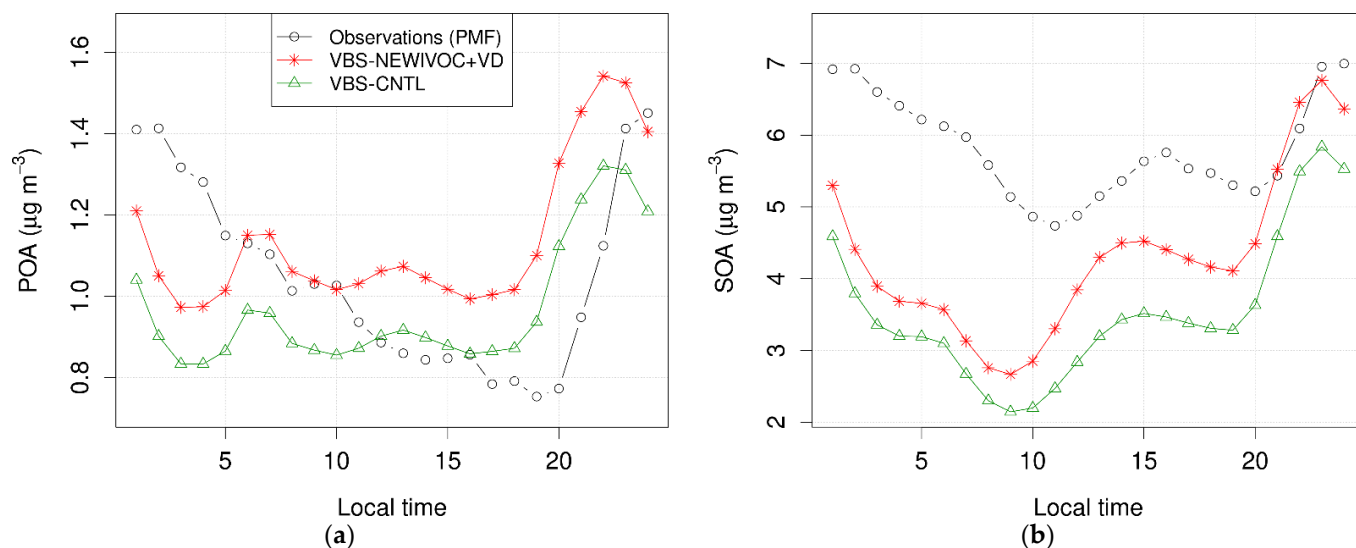 POA (µg m⁻³)
1.6
1.4
1.2
1.0
0.8
Observations (PMF)
VBS-NEWIVOC+VD
VBS-CNTL
5
10
15
20
Local time
(a)
SOA (µg m⁻³)
7
6
5
4
3
2
5
10
15
20
Local time
(b)